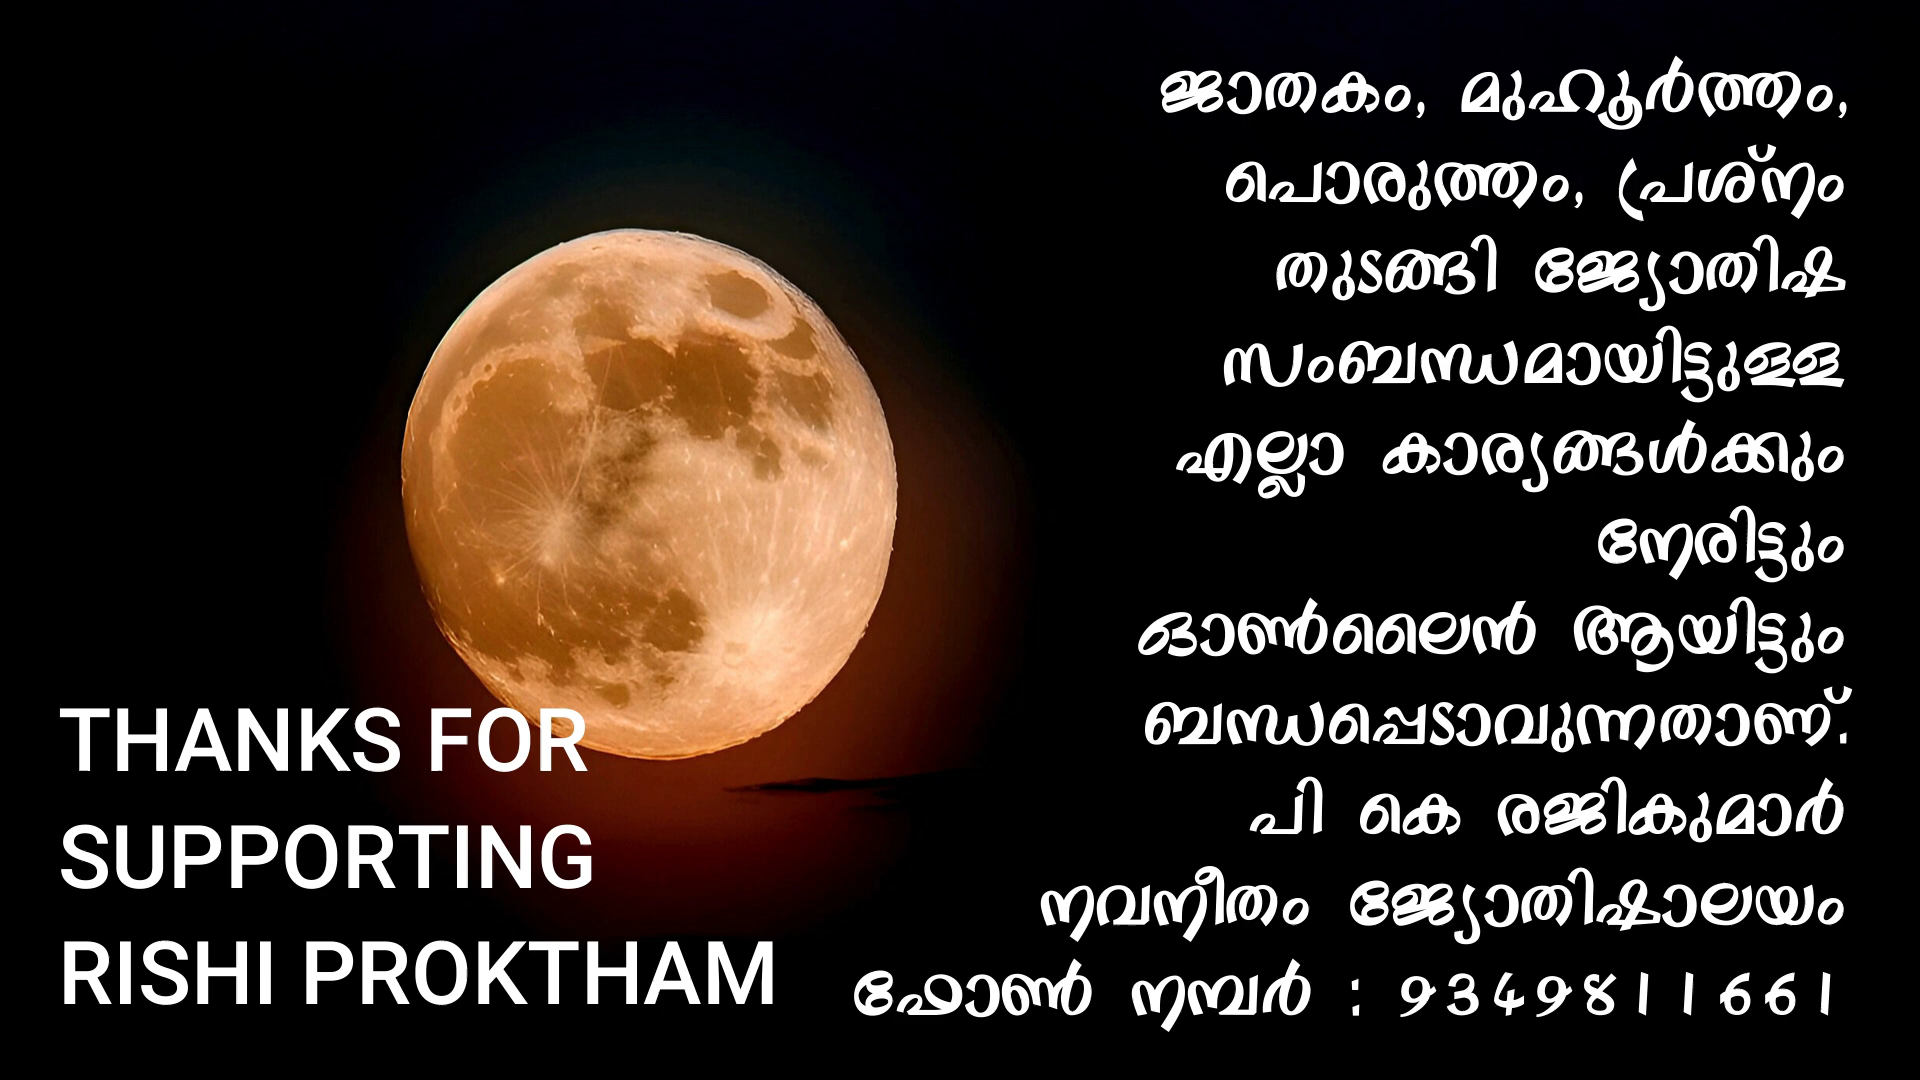 ജാതകം, മുഹൂർത്തം,
പൊരുത്തം, പ്രശ്നം
തുടങ്ങി ജ്യോതിഷ
സംബന്ധമായിട്ടുള്ള
എല്ലാ കാര്യങ്ങൾക്കും
നേരിട്ടും
ഓൺലൈൻ ആയിട്ടും
ബന്ധപ്പെടാവുന്നതാണ്.
പി കെ രജികുമാർ
നവനീതം ജ്യോതിഷാലയം
ഫോൺ നമ്പർ : 9349811661
THANKS FOR
SUPPORTING
RISHI PROKTHAM